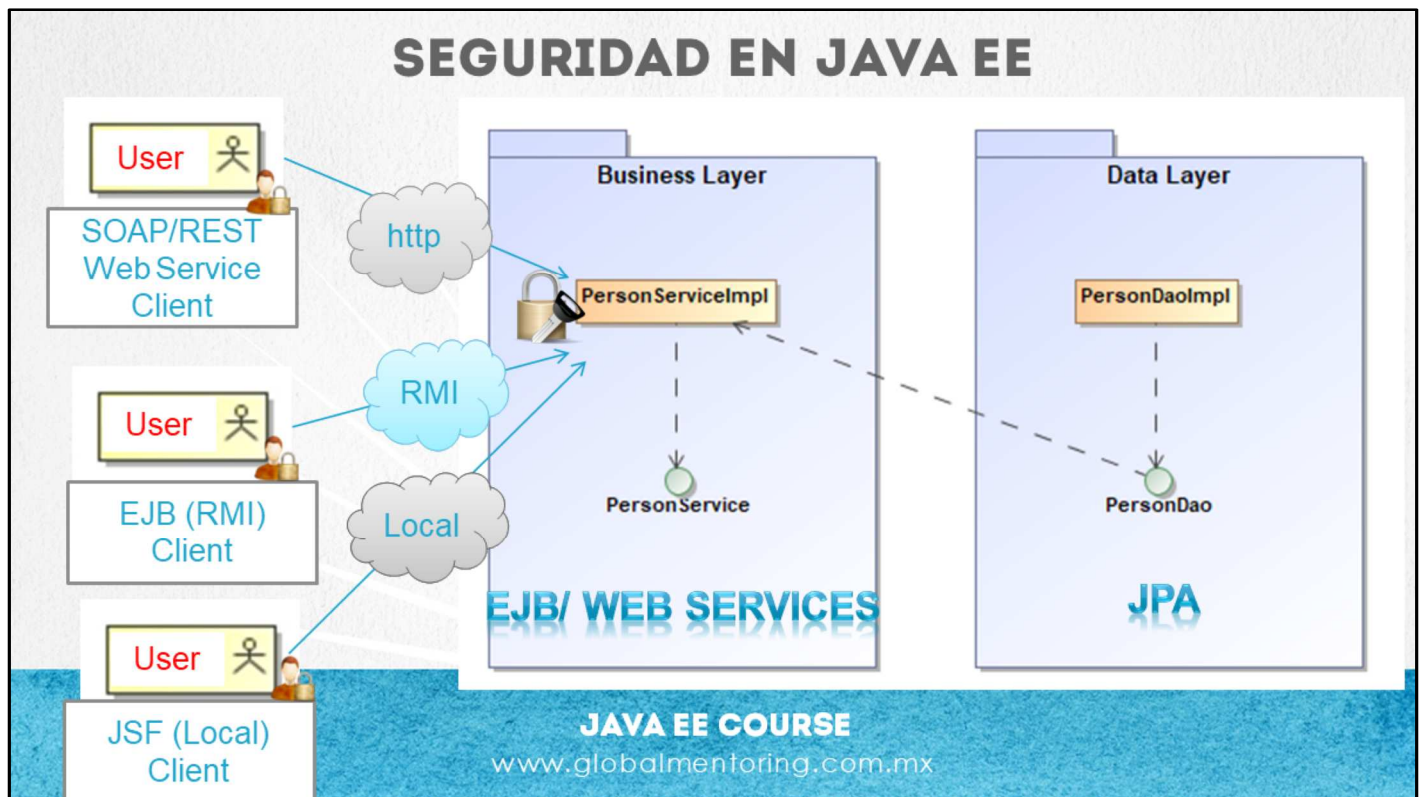 SEGURIDAD EN JAVA EE
User
SOAP/REST
Web Service
Client
http
User
EJB (RMI)
Client
RMI
User
JSF (Local)
Client
Local
Business Layer
PersonServiceImpl
PersonService
EJB/ WEB SERVICES
Data Layer
PersonDaoImpl
PersonDao
JPA
JAVA EE COURSE
www.globalmentoring.com.mx